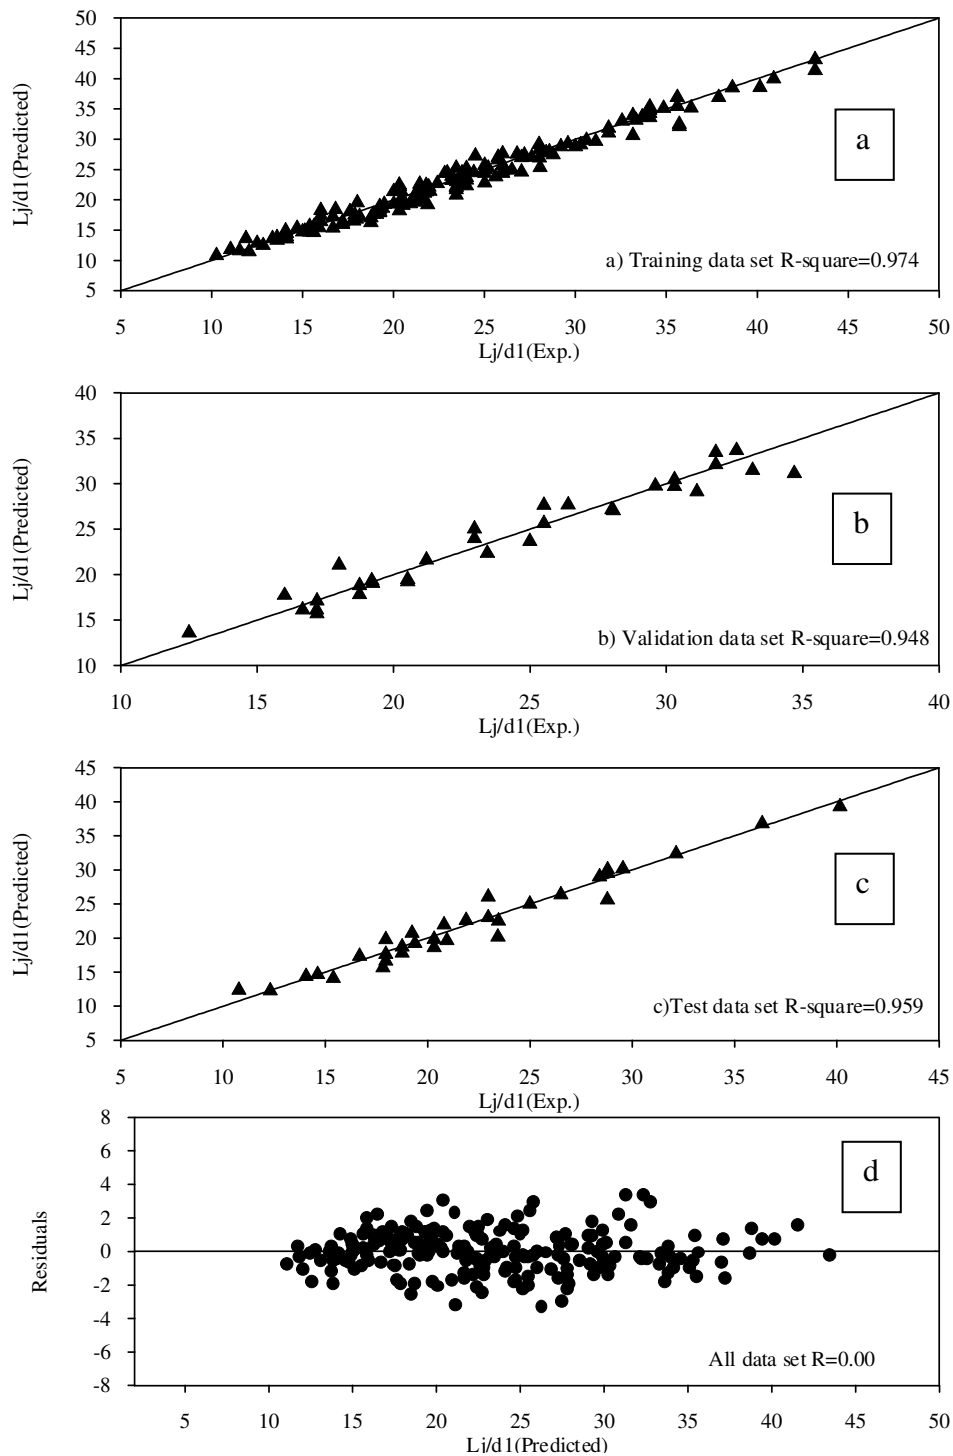 50
45
40
35
30
25
20
15
10
5
Lj/d1(Predicted)
a
a) Training data set R-square=0.974
5 10 15 20 25 30 35 40 45 50
Lj/d1(Exp.)
40
35
30
25
20
15
10
Lj/d1(Predicted)
b
b) Validation data set R-square=0.948
10 15 20 25 30 35 40
Lj/d1(Exp.)
45
40
35
30
25
20
15
10
5
Lj/d1(Predicted)
c
c)Test data set R-square=0.959
5 10 15 20 25 30 35 40 45
Lj/d1(Exp.)
8
6
4
2
0
-2
-4
-6
-8
Residuals
d
All data set R=0.00
5 10 15 20 25 30 35 40 45 50
Lj/d1(Predicted)